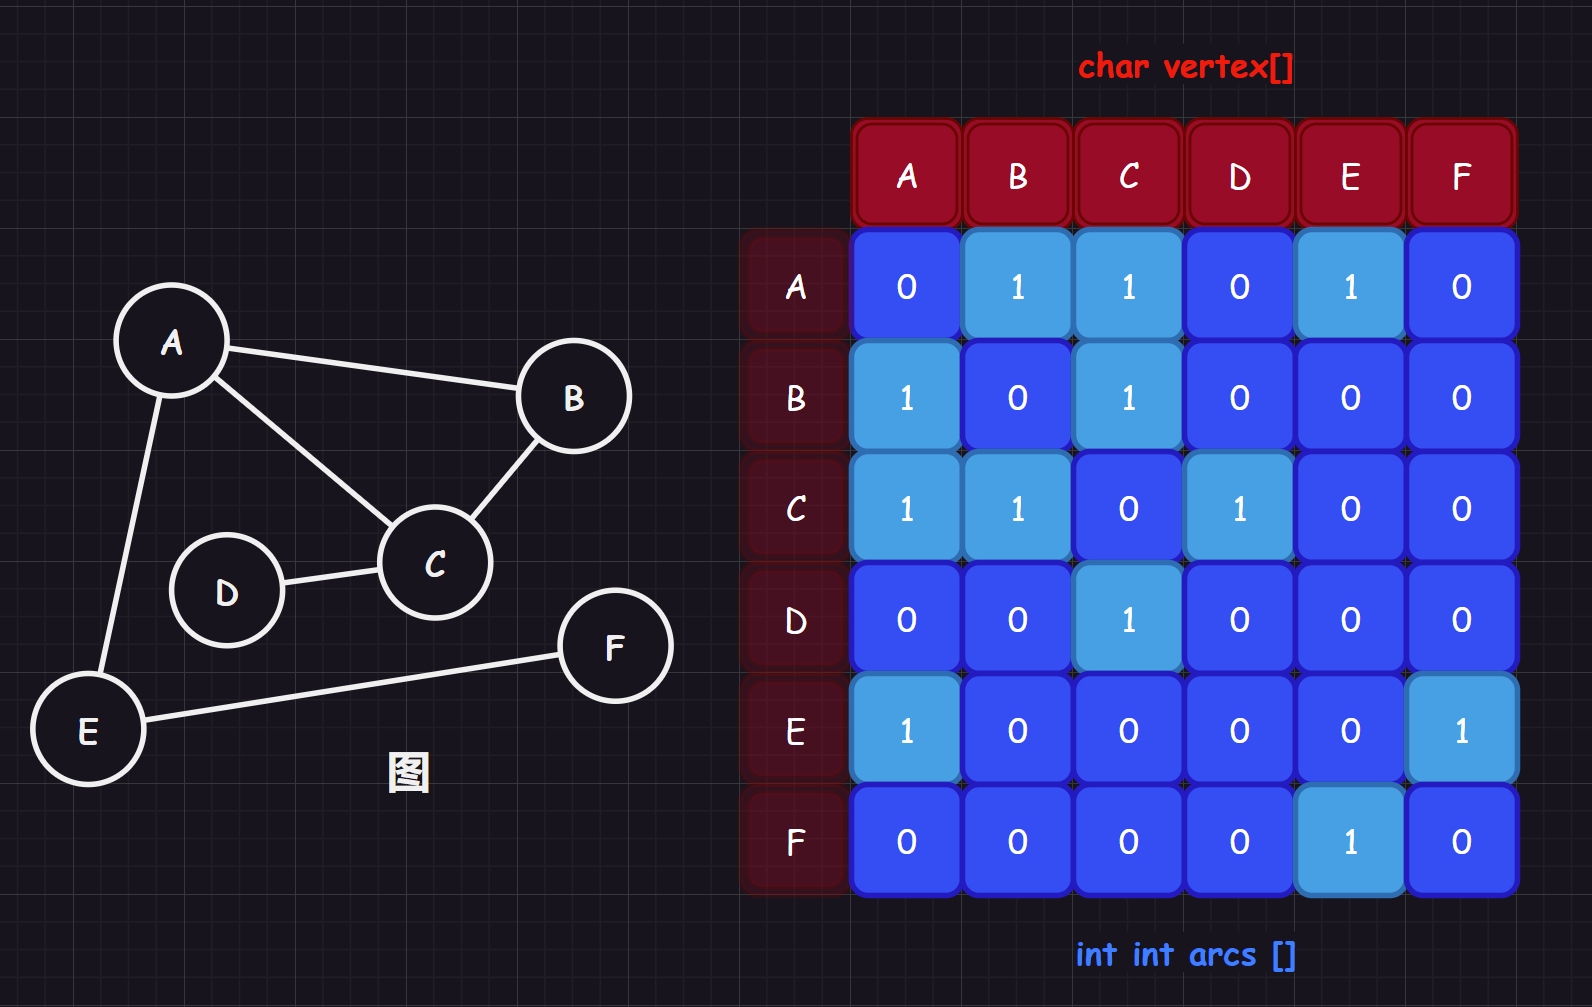 char vertex[]
A B C D E F
A 0 1 1 0 1 0
B 1 0 1 0 0 0
C 1 1 0 1 0 0
D 0 0 1 0 0 0
E 1 0 0 0 0 1
F 0 0 0 0 1 0
int int arcs []
A
B
C
D
F
E
图